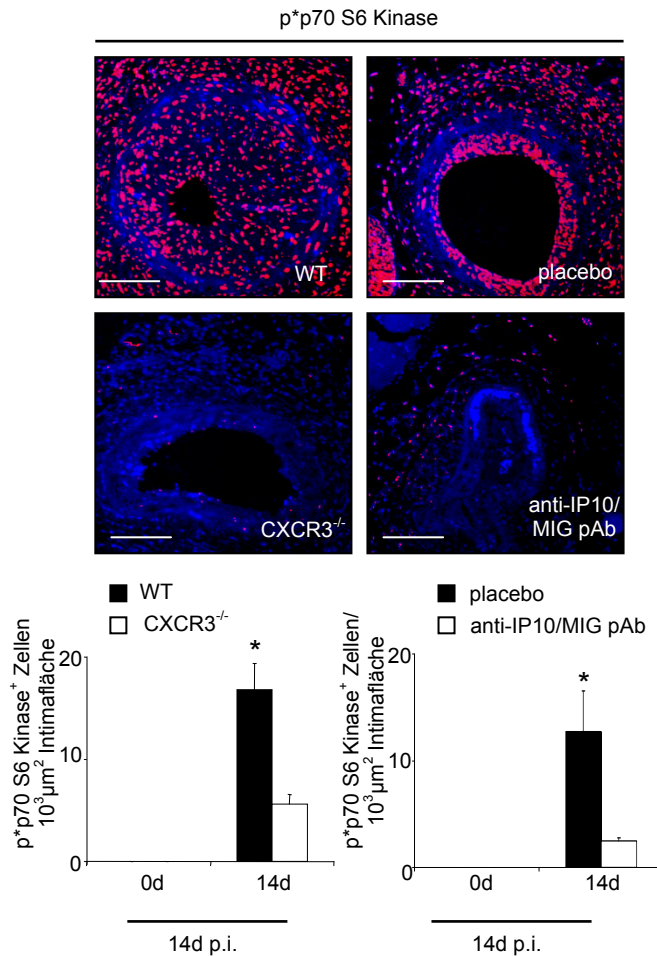 p*p70 S6 Kinase
WT
placebo
CXCR3-/-
anti-IP10/
MIG pAb
WT
CXCR3-/-
p*p70 S6 Kinase+ Zellen
10³µm² Intimafläche
20
10
0
*
0d
14d
14d p.i.
placebo
anti-IP10/MIG pAb
p*p70 S6 Kinase+ Zellen/
10³µm² Intimafläche
20
10
0
*
0d
14d
14d p.i.